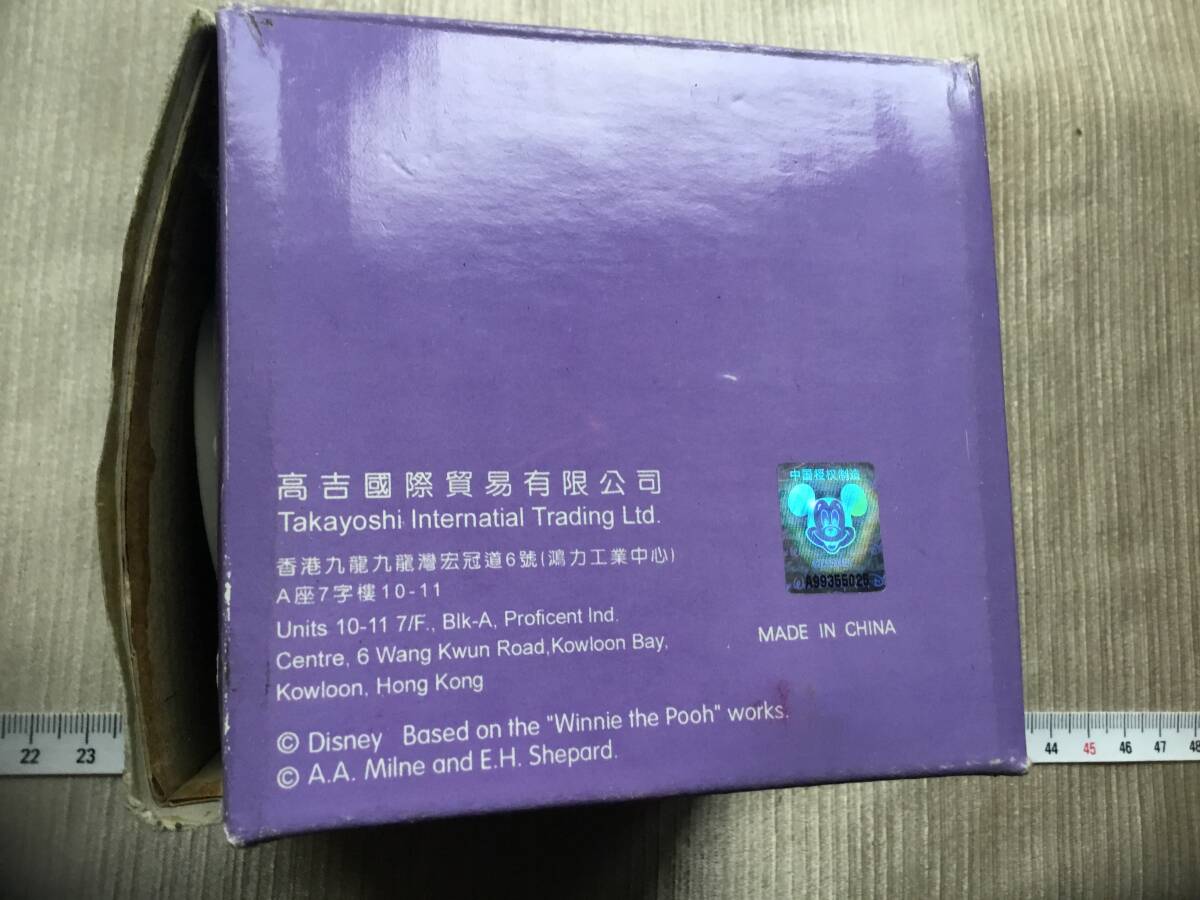 高吉國際貿易有限公司
Takayoshi Internatial Trading Ltd.
香港九龍九龍灣宏冠道6號(鴻力工業中心)
A座7字樓10-11
Units 10-11 7/F., Blk-A, Proficent Ind.
Centre, 6 Wang Kwun Road,Kowloon Bay,
Kowloon, Hong Kong
© Disney Based on the "Winnie the Pooh" works.
© A.A. Milne and E.H. Shepard.
中国授权制造
A99355025
MADE IN CHINA
22 23
44 45 46 47 48